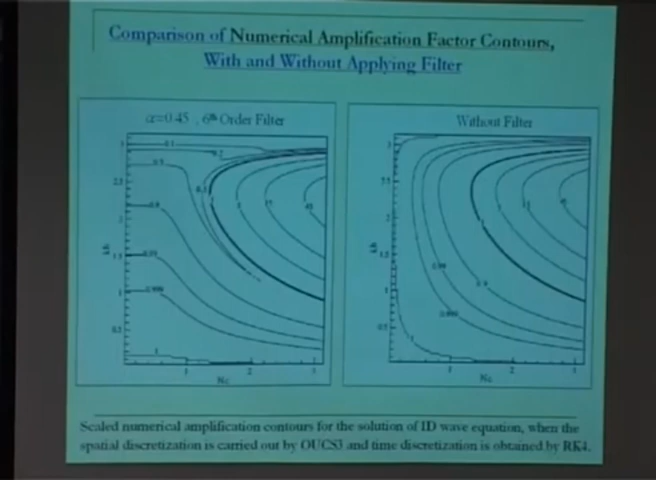 Comparison of Numerical Amplification Factor Contours,
With and Without Applying Filter
α=0.45 , 6th Order Filter
Without Filter
kh
Nc
kh
Nc
Scaled numerical amplification contours for the solution of 1D wave equation, when the
spatial discretization is carried out by OUCS3 and time discretization is obtained by RK4.